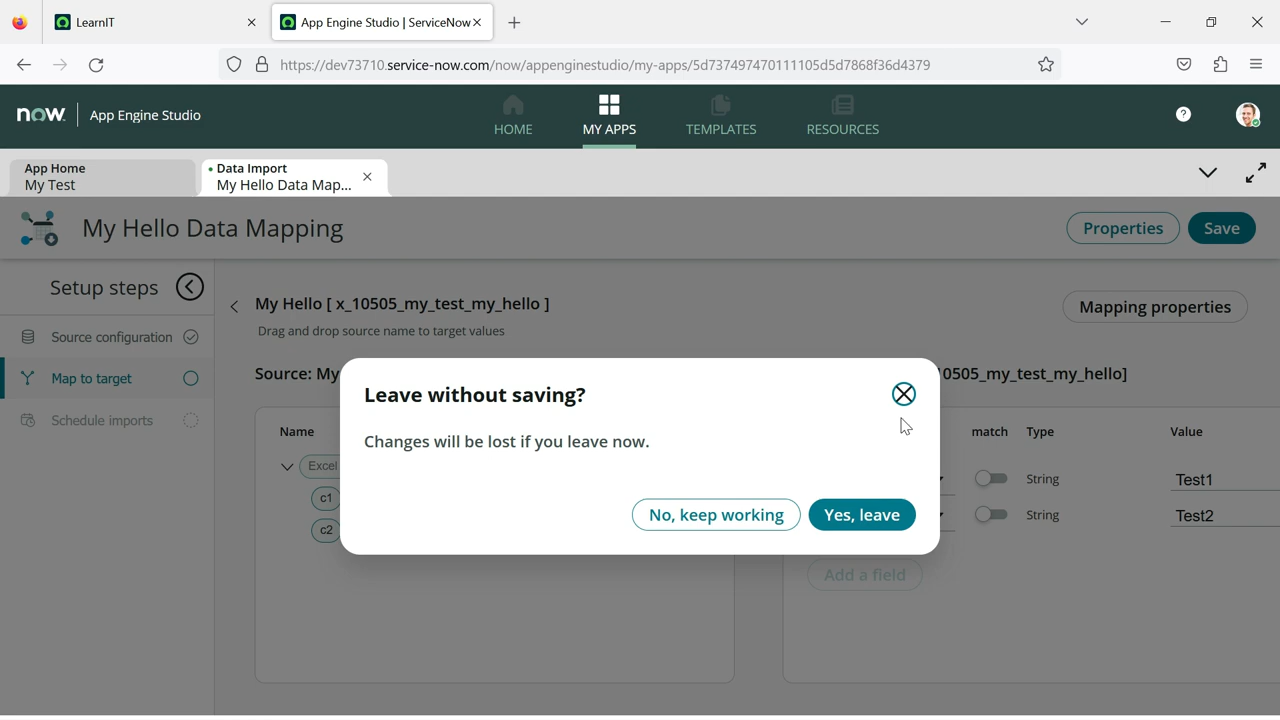 LearnIT
App Engine Studio | ServiceNow
https://dev73710.service-now.com/now/appenginestudio/my-apps/5d737497470111105d5d7868f36d4379
now. App Engine Studio
HOME
MY APPS
TEMPLATES
RESOURCES
App Home
My Test
Data Import
My Hello Data Map...
My Hello Data Mapping
Properties
Save
Setup steps
Source configuration
Map to target
Schedule imports
My Hello [ x_10505_my_test_my_hello ]
Drag and drop source name to target values
Mapping properties
Source: My
0505_my_test_my_hello]
Name
Excel
c1
c2
match Type Value
String Test1
String Test2
Add a field
Leave without saving?
Changes will be lost if you leave now.
No, keep working
Yes, leave